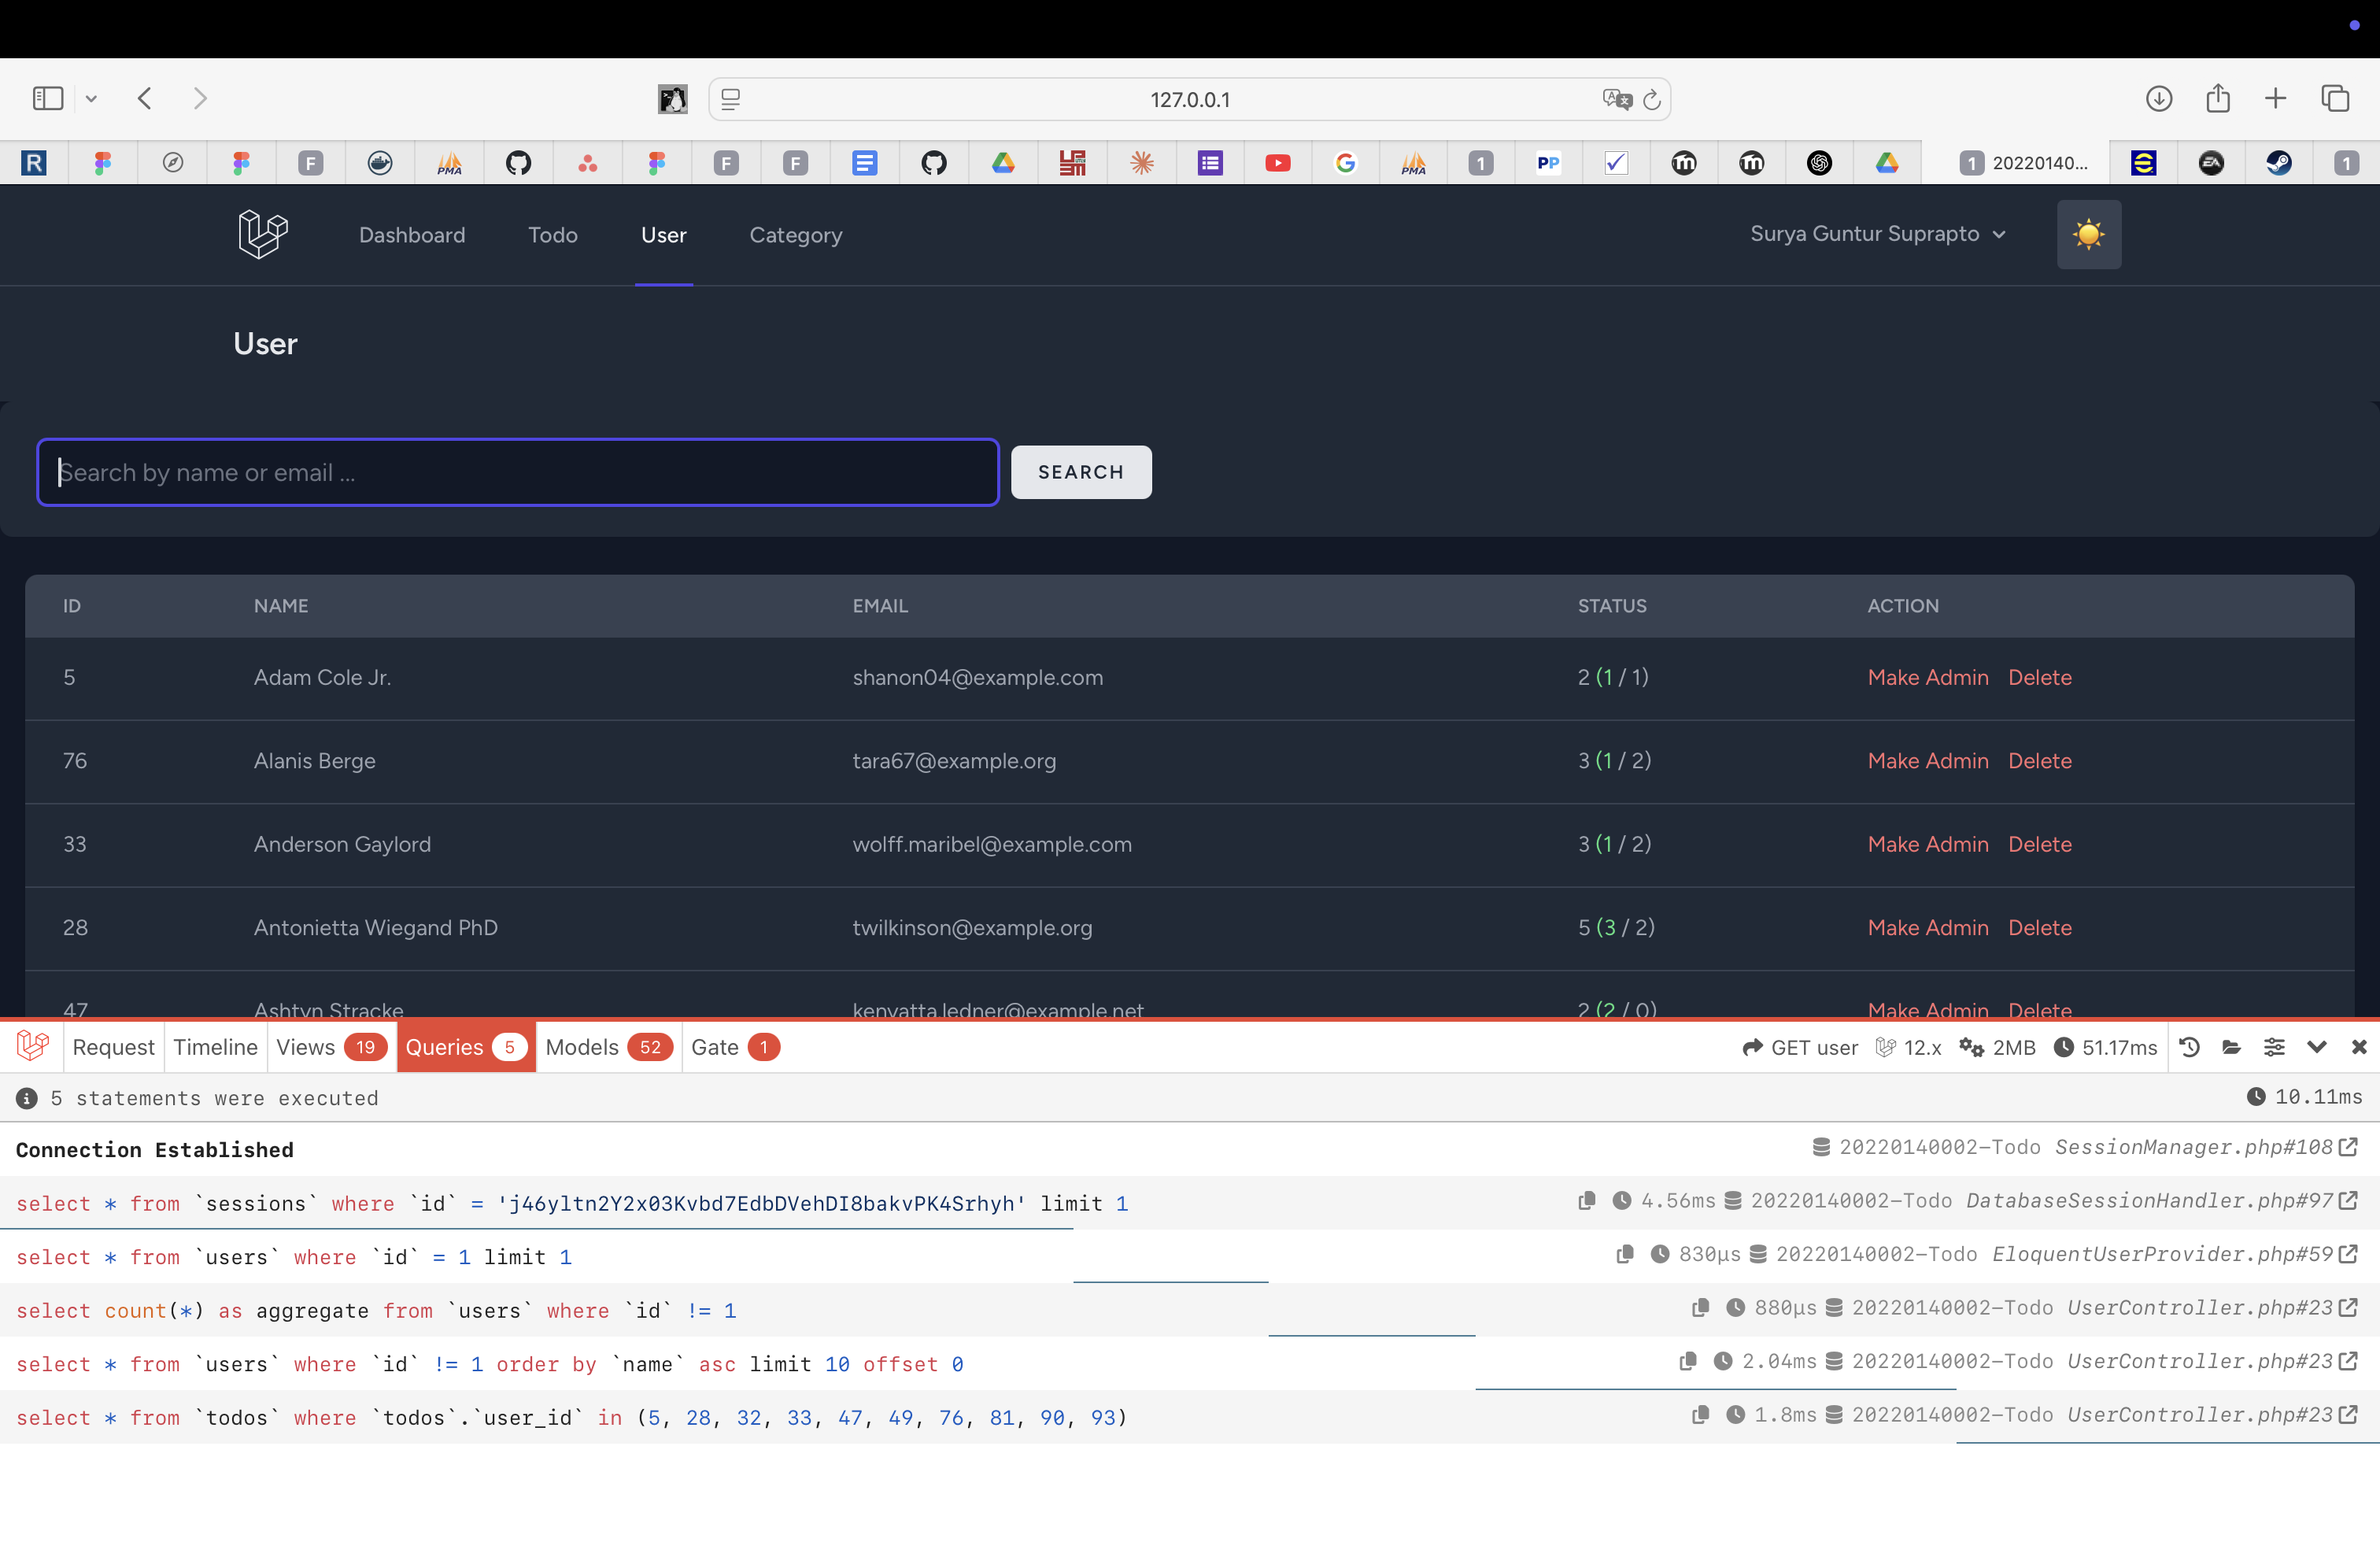 127.0.0.1
R F PMA F F PMA 1 PP m m 1 20220140... EA 1
Dashboard Todo User Category Surya Guntur Suprapto
User
Search by name or email ... SEARCH
ID NAME EMAIL STATUS ACTION
5 Adam Cole Jr. shanon04@example.com 2 (1 / 1) Make Admin Delete
76 Alanis Berge tara67@example.org 3 (1 / 2) Make Admin Delete
33 Anderson Gaylord wolff.maribel@example.com 3 (1 / 2) Make Admin Delete
28 Antonietta Wiegand PhD twilkinson@example.org 5 (3 / 2) Make Admin Delete
47 Ashtyn Stracke kenyatta.ledner@example.net 2 (2 / 0) Make Admin Delete
Request Timeline Views 19 Queries 5 Models 52 Gate 1 GET user 12.x 2MB 51.17ms
5 statements were executed 10.11ms
Connection Established 20220140002-Todo SessionManager.php#108
select * from `sessions` where `id` = 'j46yltn2Y2x03Kvbd7EdbDVehDI8bakvPK4Srhyh' limit 1 4.56ms 20220140002-Todo DatabaseSessionHandler.php#97
select * from `users` where `id` = 1 limit 1 830μs 20220140002-Todo EloquentUserProvider.php#59
select count(*) as aggregate from `users` where `id` != 1 880μs 20220140002-Todo UserController.php#23
select * from `users` where `id` != 1 order by `name` asc limit 10 offset 0 2.04ms 20220140002-Todo UserController.php#23
select * from `todos` where `todos`.`user_id` in (5, 28, 32, 33, 47, 49, 76, 81, 90, 93) 1.8ms 20220140002-Todo UserController.php#23